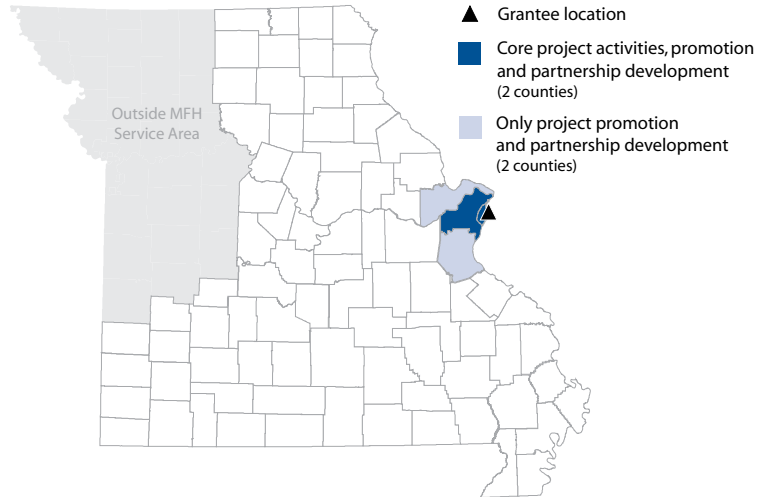 Grantee location
Core project activities, promotion
and partnership development
(2 counties)
Only project promotion
and partnership development
(2 counties)
Outside MFH
Service Area